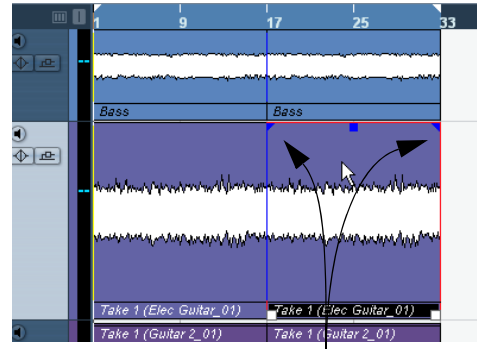 1 9 17 25 33
Bass Bass
Take 1 (Elec Guitar_01) Take 1 (Elec Guitar_01)
Take 1 (Guitar 2_01) Take 1 (Guitar 2_01)